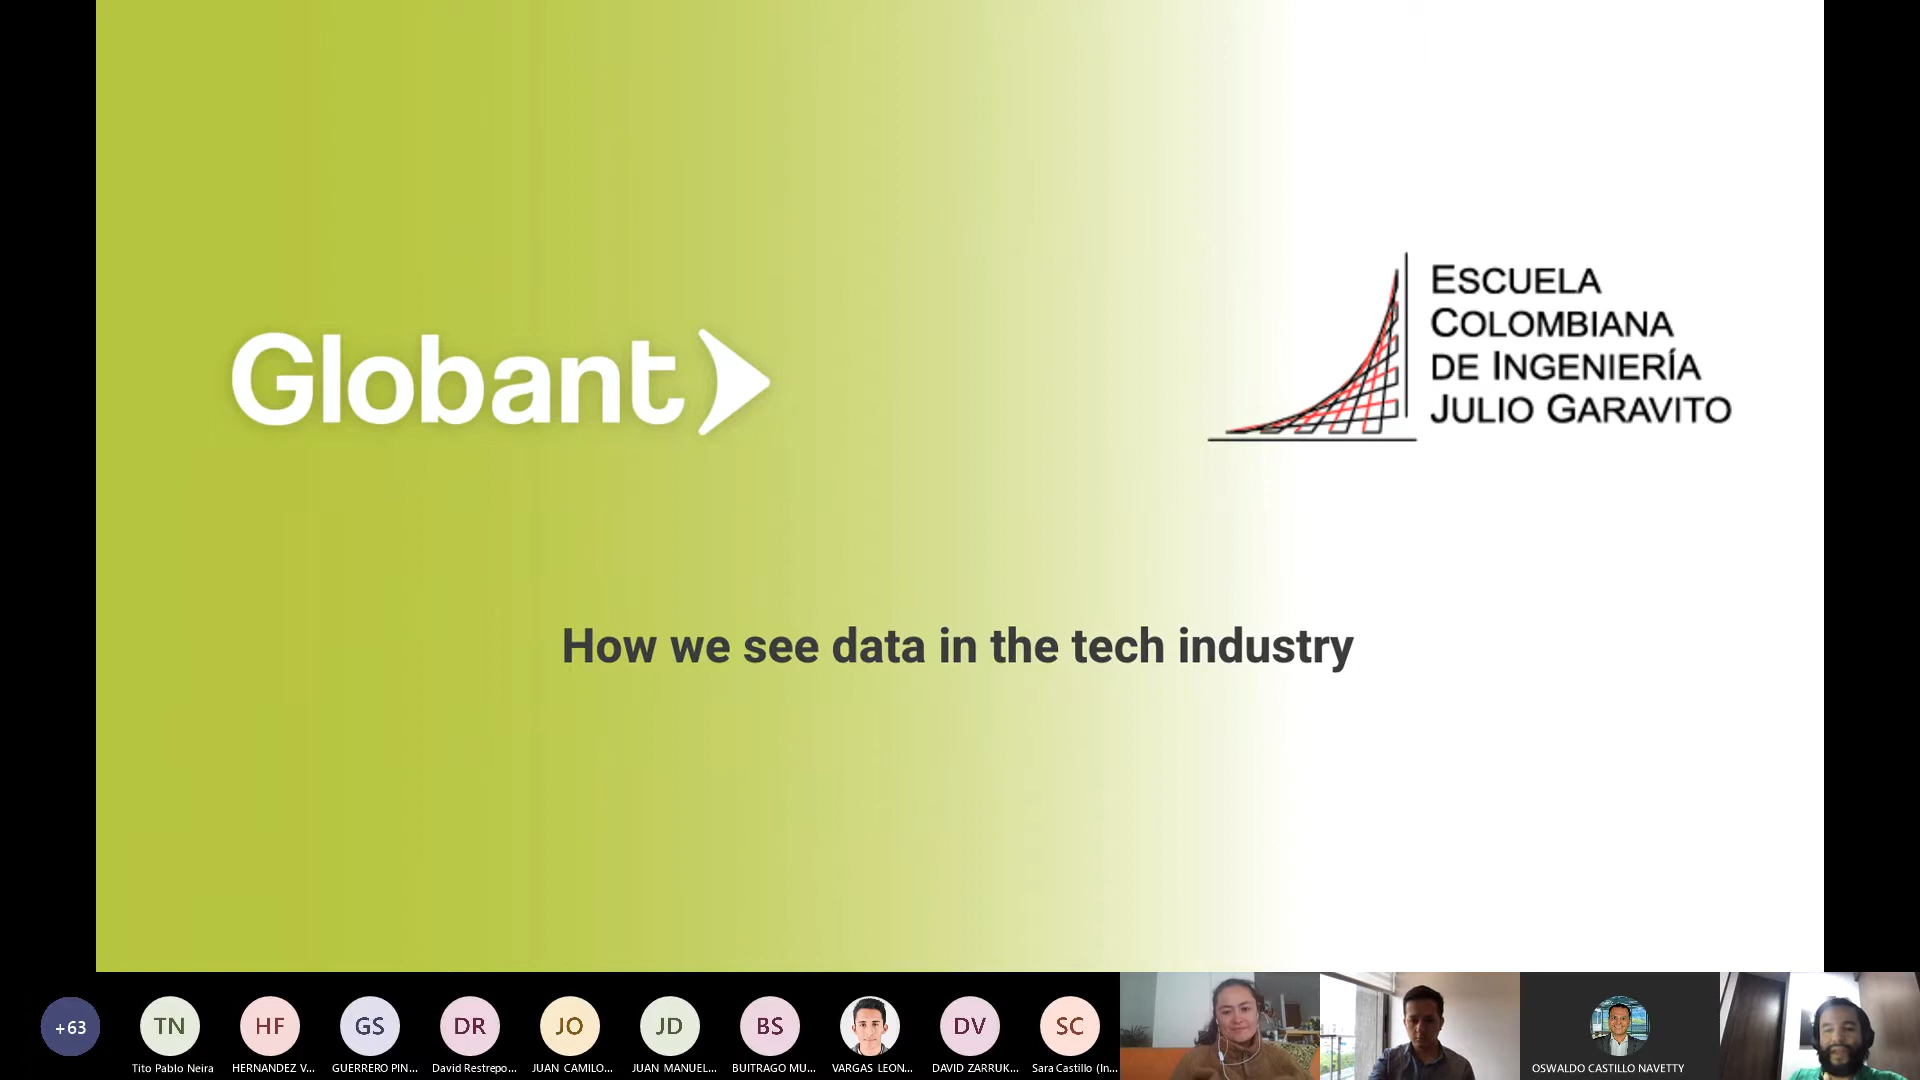 Globant
ESCUELA
COLOMBIANA
DE INGENIERÍA
JULIO GARAVITO
How we see data in the tech industry
+63
TN
HF
GS
DR
JO
JD
BS
DV
SC
Tito Pablo Neira
HERNANDEZ V...
GUERRERO PIN...
David Restrepo...
JUAN CAMILO...
JUAN MANUEL...
BUITRAGO MU...
VARGAS LEON...
DAVID ZARRUK...
Sara Castillo (In...
OSWALDO CASTILLO NAVETTY